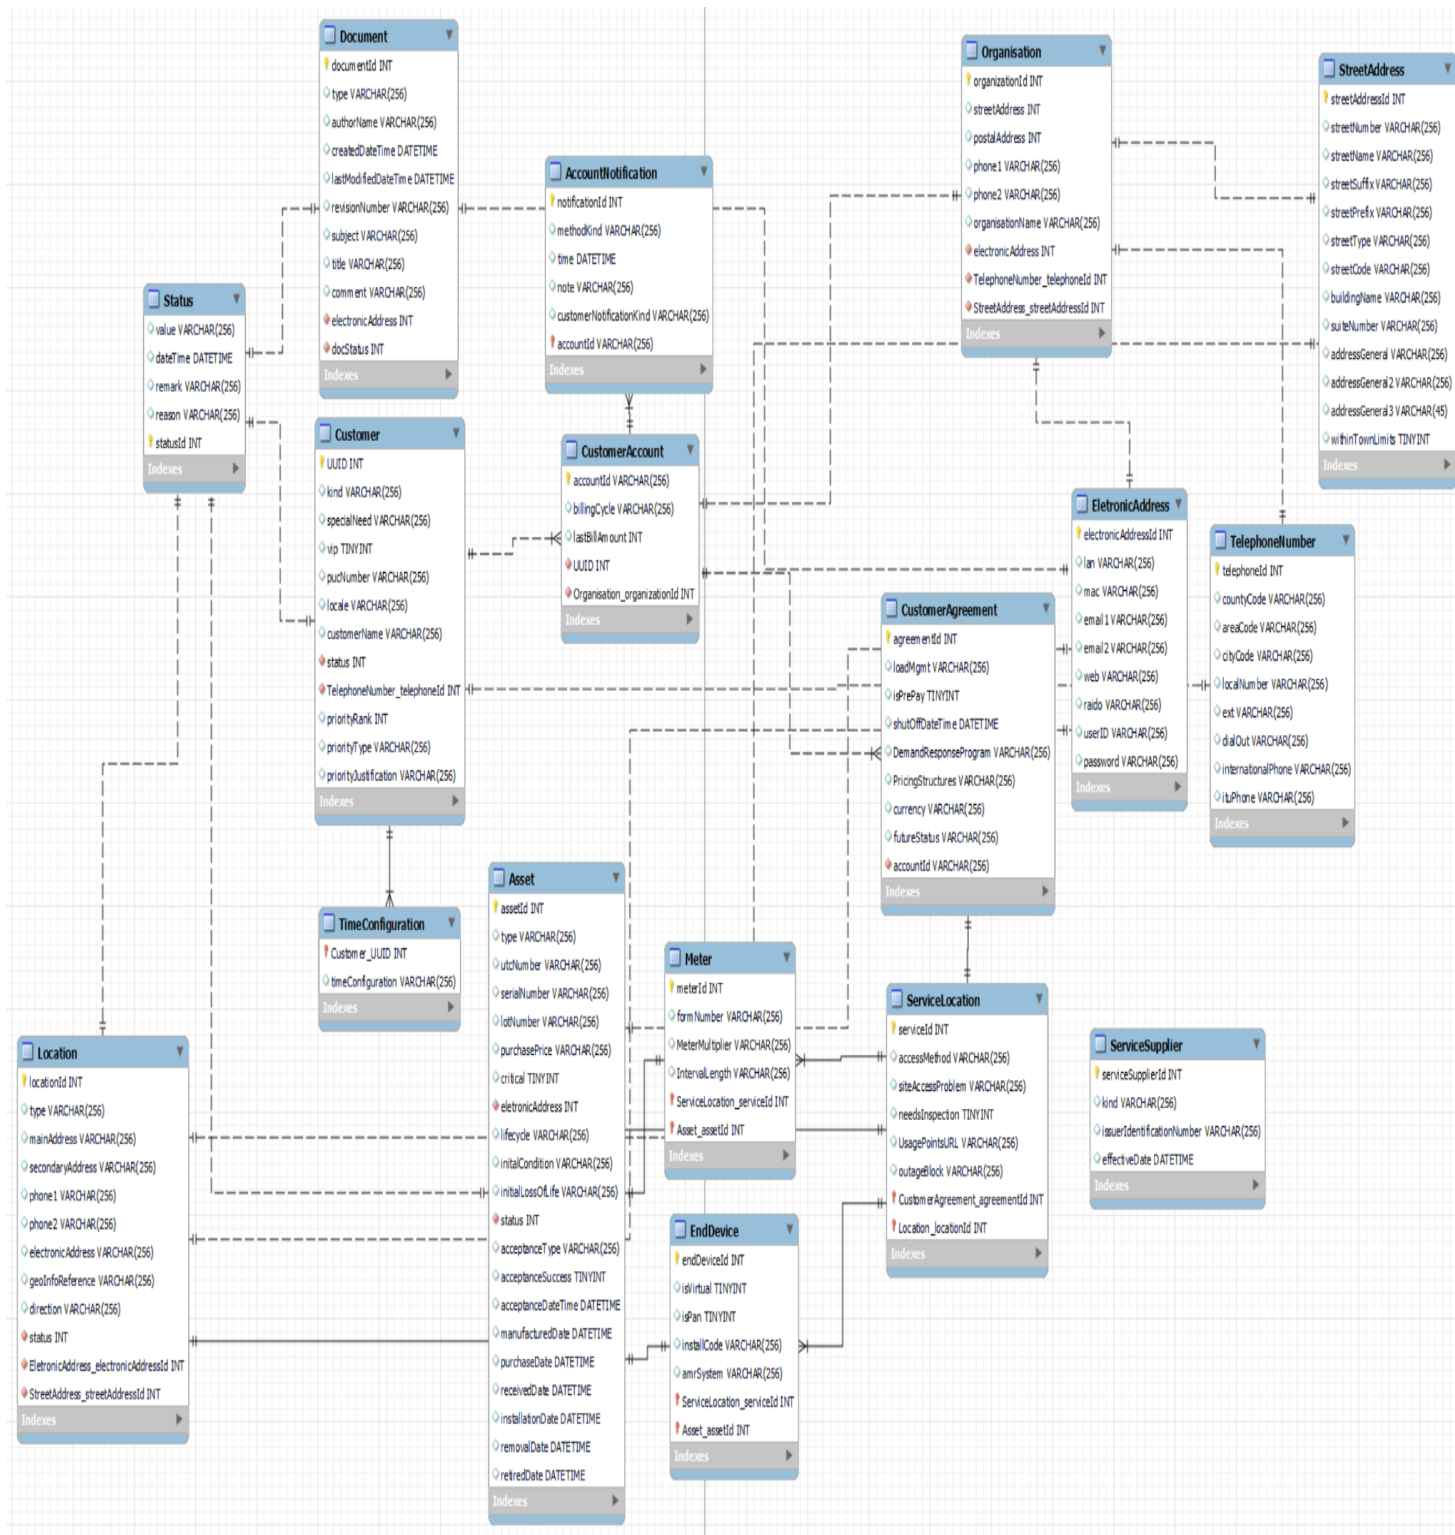 Document
documentId INT
type VARCHAR(256)
authorName VARCHAR(256)
createdDateTime DATETIME
lastModifiedDateTime DATETIME
revisionNumber VARCHAR(256)
subject VARCHAR(256)
title VARCHAR(256)
comment VARCHAR(256)
electronicAddress INT
docStatus INT
Indexes
AccountNotification
notificationId INT
methodKind VARCHAR(256)
time DATETIME
note VARCHAR(256)
customerNotificationKind VARCHAR(256)
accountId VARCHAR(256)
Indexes
Organisation
organizationId INT
streetAddress INT
postalAddress INT
phone1 VARCHAR(256)
phone2 VARCHAR(256)
organisationName VARCHAR(256)
electronicAddress INT
TelephoneNumber_telephoneId INT
StreetAddress_streetAddressId INT
Indexes
StreetAddress
streetAddressId INT
streetNumber VARCHAR(256)
streetName VARCHAR(256)
streetSuffix VARCHAR(256)
streetPrefix VARCHAR(256)
streetType VARCHAR(256)
streetCode VARCHAR(256)
buildingName VARCHAR(256)
suiteNumber VARCHAR(256)
addressGeneral VARCHAR(256)
addressGeneral2 VARCHAR(256)
addressGeneral3 VARCHAR(45)
withinTownLimits TINYINT
Indexes
Status
value VARCHAR(256)
dateTime DATETIME
remark VARCHAR(256)
reason VARCHAR(256)
statusId INT
Indexes
Customer
UUID INT
kind VARCHAR(256)
specialNeed VARCHAR(256)
vip TINYINT
pucNumber VARCHAR(256)
locale VARCHAR(256)
customerName VARCHAR(256)
status INT
TelephoneNumber_telephoneId INT
priorityRank INT
priorityType VARCHAR(256)
priorityJustification VARCHAR(256)
Indexes
CustomerAccount
accountId VARCHAR(256)
billingCycle VARCHAR(256)
lastBillAmount INT
UUID INT
Organisation_organizationId INT
Indexes
EletronicAddress
electronicAddressId INT
lan VARCHAR(256)
mac VARCHAR(256)
email1 VARCHAR(256)
email2 VARCHAR(256)
web VARCHAR(256)
raido VARCHAR(256)
userID VARCHAR(256)
password VARCHAR(256)
Indexes
TelephoneNumber
telephoneId INT
countyCode VARCHAR(256)
areaCode VARCHAR(256)
cityCode VARCHAR(256)
localNumber VARCHAR(256)
ext VARCHAR(256)
dialOut VARCHAR(256)
internationalPhone VARCHAR(256)
ituPhone VARCHAR(256)
Indexes
CustomerAgreement
agreementId INT
loadMgmt VARCHAR(256)
isPrePay TINYINT
shutOffDateTime DATETIME
DemandResponseProgram VARCHAR(256)
PricingStructures VARCHAR(256)
currency VARCHAR(256)
futureStatus VARCHAR(256)
accountId VARCHAR(256)
Indexes
TimeConfiguration
Customer_UUID INT
timeConfiguration VARCHAR(256)
Indexes
Asset
assetId INT
type VARCHAR(256)
utcNumber VARCHAR(256)
serialNumber VARCHAR(256)
lotNumber VARCHAR(256)
purchasePrice VARCHAR(256)
critical TINYINT
eletronicAddress INT
lifecycle VARCHAR(256)
initalCondition VARCHAR(256)
initialLossOfLife VARCHAR(256)
status INT
acceptanceType VARCHAR(256)
acceptanceSuccess TINYINT
acceptanceDateTime DATETIME
manufacturedDate DATETIME
purchaseDate DATETIME
receivedDate DATETIME
installationDate DATETIME
removalDate DATETIME
retiredDate DATETIME
Indexes
Meter
meterId INT
formNumber VARCHAR(256)
MeterMultiplier VARCHAR(256)
IntervalLength VARCHAR(256)
ServiceLocation_serviceId INT
Asset_assetId INT
Indexes
ServiceLocation
serviceId INT
accessMethod VARCHAR(256)
siteAccessProblem VARCHAR(256)
needsInspection TINYINT
UsagePointsURL VARCHAR(256)
outageBlock VARCHAR(256)
CustomerAgreement_agreementId INT
Location_locationId INT
Indexes
ServiceSupplier
serviceSupplierId INT
kind VARCHAR(256)
issuerIdentificationNumber VARCHAR(256)
effectiveDate DATETIME
Indexes
Location
locationId INT
type VARCHAR(256)
mainAddress VARCHAR(256)
secondaryAddress VARCHAR(256)
phone1 VARCHAR(256)
phone2 VARCHAR(256)
electronicAddress VARCHAR(256)
geoInfoReference VARCHAR(256)
direction VARCHAR(256)
status INT
EletronicAddress_electronicAddressId INT
StreetAddress_streetAddressId INT
Indexes
EndDevice
endDeviceId INT
isVirtual TINYINT
isPan TINYINT
installCode VARCHAR(256)
amrSystem VARCHAR(256)
ServiceLocation_serviceId INT
Asset_assetId INT
Indexes